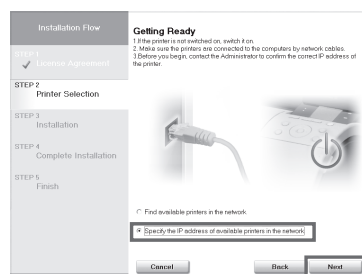 Installation Flow
STEP 1
License Agreement
STEP 2
Printer Selection
STEP 3
Installation
STEP 4
Complete Installation
STEP 5
Finish
Getting Ready
1.If the printer is not switched on, switch it on.
2. Make sure the printers are connected to the computers by network cables.
3.Before you begin, contact the Administrator to confirm the correct IP address of
the printer.
Find available printers in the network
Specify the IP address of available printers in the network
Cancel
Back
Next